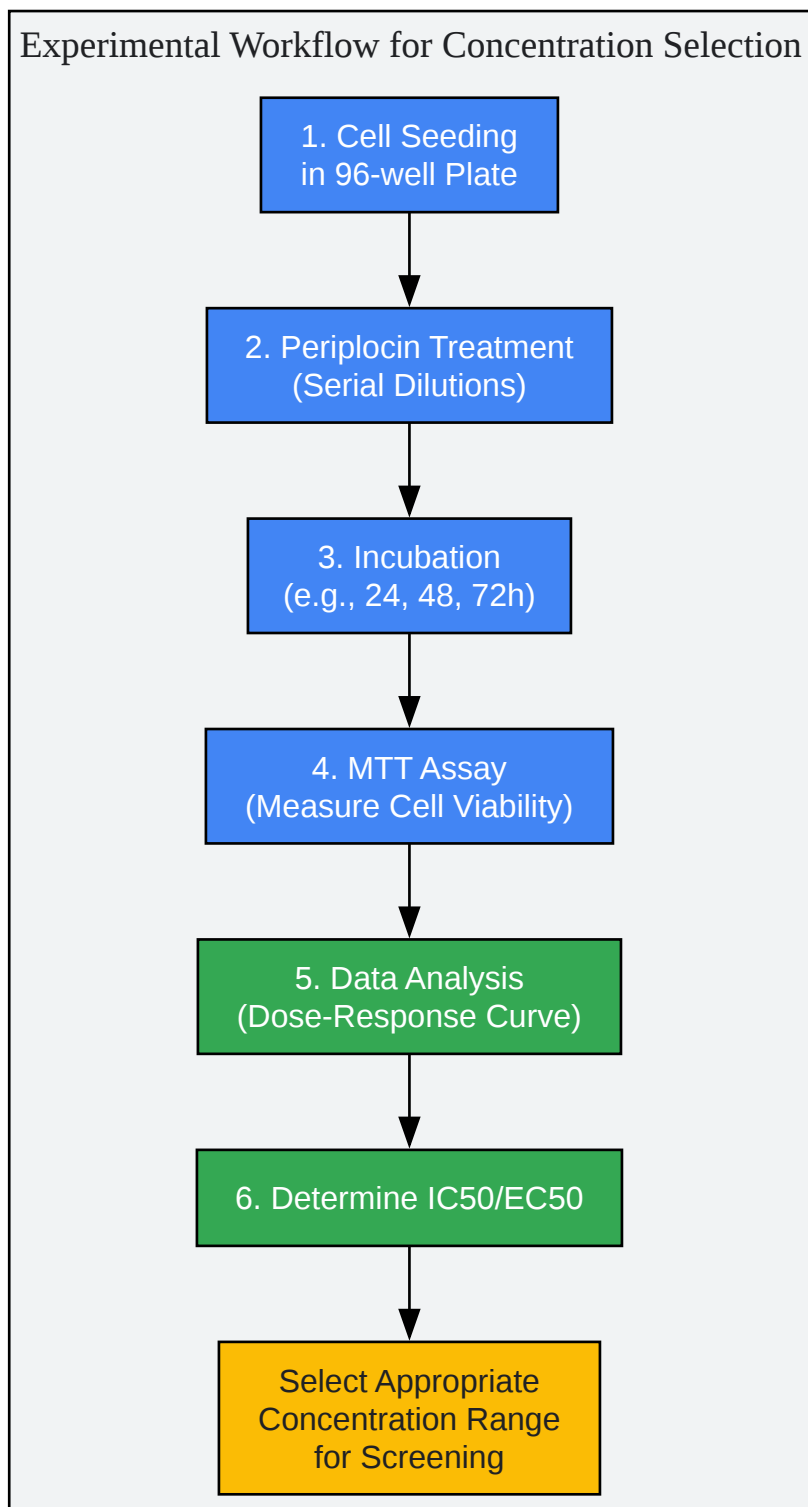 Experimental Workflow for Concentration Selection
1. Cell Seeding
in 96-well Plate
2. Periplocin Treatment
(Serial Dilutions)
3. Incubation
(e.g., 24, 48, 72h)
4. MTT Assay
(Measure Cell Viability)
5. Data Analysis
(Dose-Response Curve)
6. Determine IC50/EC50
Select Appropriate
Concentration Range
for Screening